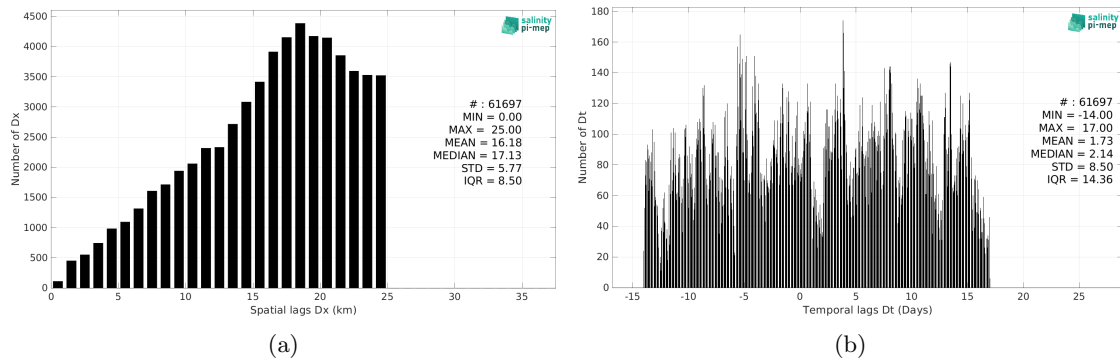 4500
4000
3500
3000
2500
2000
1500
1000
500
0
Number of Dx
0 5 10 15 20 25 30 35
Spatial lags Dx (km)
salinity
pi-mep
# : 61697
MIN = 0.00
MAX = 25.00
MEAN = 16.18
MEDIAN = 17.13
STD = 5.77
IQR = 8.50
(a)
180
160
140
120
100
80
60
40
20
0
Number of Dt
-15 -10 -5 0 5 10 15 20 25
Temporal lags Dt (Days)
salinity
pi-mep
# : 61697
MIN = -14.00
MAX = 17.00
MEAN = 1.73
MEDIAN = 2.14
STD = 8.50
IQR = 14.36
(b)